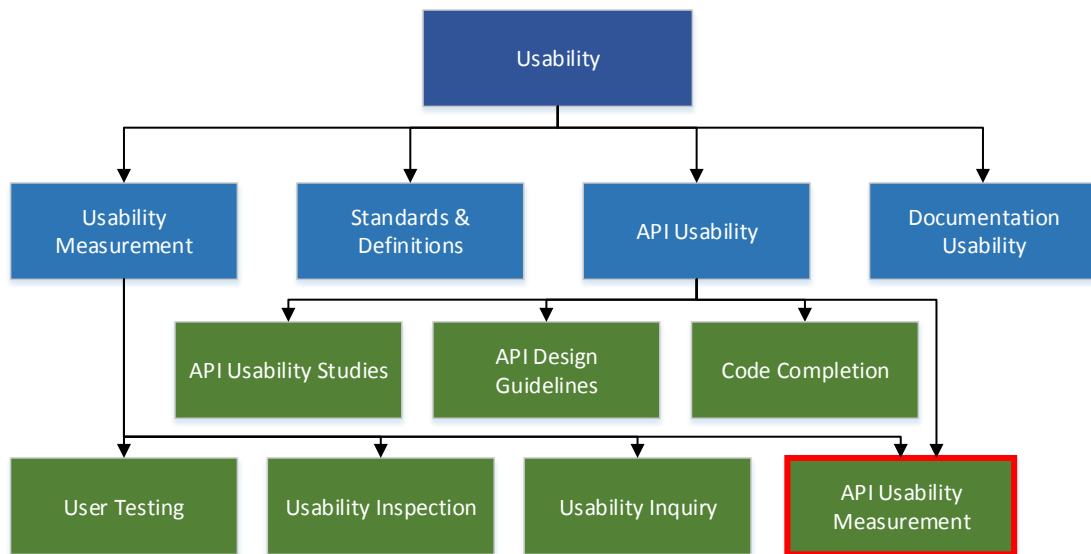 Usability
Usability
Measurement
Standards &
Definitions
API Usability
Documentation
Usability
API Usability Studies
API Design
Guidelines
Code Completion
User Testing
Usability Inspection
Usability Inquiry
API Usability
Measurement